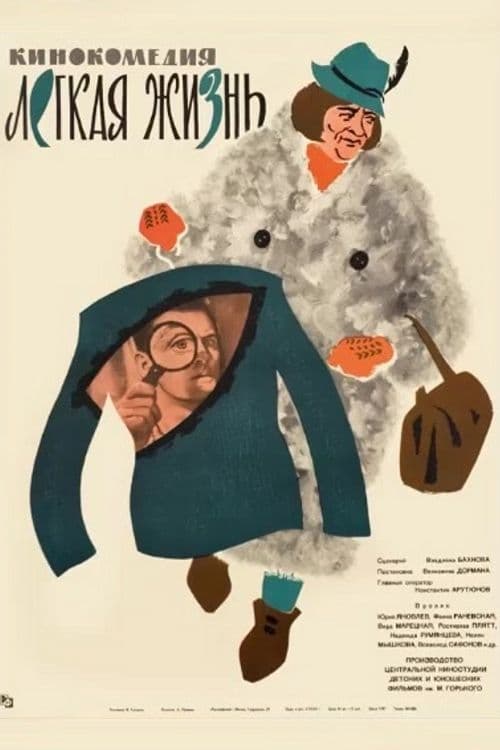 КИНОКОМЕДИЯ
ЛЕГКАЯ ЖИЗНЬ
Сценарий Владлена БАХНОВА
Постановка Вениамина ДОРМАНА
Главный оператор
Константин АРУТЮНОВ
В ролях:
Юрий ЯКОВЛЕВ, Фаина РАНЕВСКАЯ,
Вера МАРЕЦКАЯ, Ростислав ПЛЯТТ,
Надежда РУМЯНЦЕВА, Нелли
МЫШКОВА, Всеволод САФОНОВ и др.
ПРОИЗВОДСТВО
ЦЕНТРАЛЬНОЙ КИНОСТУДИИ
ДЕТСКИХ И ЮНОШЕСКИХ
ФИЛЬМОВ им. М. ГОРЬКОГО